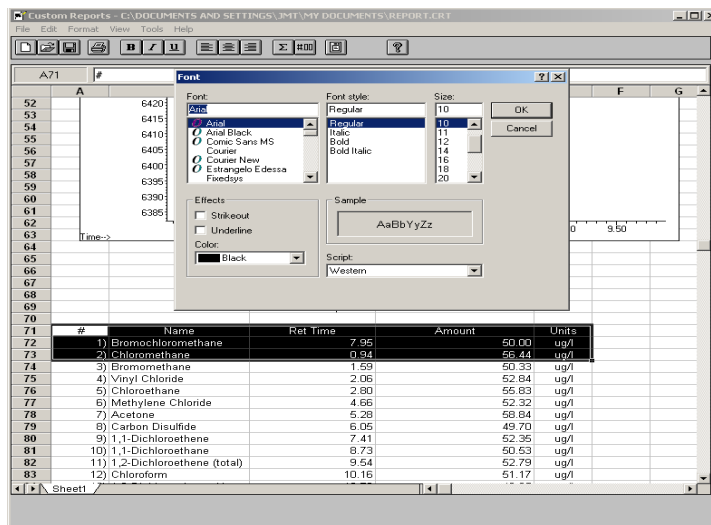 Custom Reports - C:\DOCUMENTS AND SETTINGS\JMT\MY DOCUMENTS\REPORT.CRT
File Edit Format View Tools Help
B I U Σ #00 ?
A71 #
A F G
52 6420
53 6415
54
55 6410
56 6405
57 6400
58
59 6395
60 6390
61 6385
62
63 Time--> 0 9.50
64
65
66
67
68
69
70
Font ? ×
Font: Font style: Size:
Arial Regular 10 OK
Arial Regular 10 Cancel
Arial Black Italic 11
Comic Sans MS Bold 12
Courier Bold Italic 14
Courier New 16
Estrangelo Edessa 18
Fixedsys 20
Effects Sample
Strikeout AaBbYyZz
Underline
Color: Script:
Black Western
71 # Name Ret Time Amount Units
72 1) Bromochloromethane 7.95 50.00 ug/l
73 2) Chloromethane 0.94 56.44 ug/l
74 3) Bromomethane 1.59 50.33 ug/l
75 4) Vinyl Chloride 2.06 52.84 ug/l
76 5) Chloroethane 2.80 55.83 ug/l
77 6) Methylene Chloride 4.66 52.32 ug/l
78 7) Acetone 5.28 58.84 ug/l
79 8) Carbon Disulfide 6.05 49.70 ug/l
80 9) 1,1-Dichloroethene 7.41 52.35 ug/l
81 10) 1,1-Dichloroethane 8.73 50.53 ug/l
82 11) 1,2-Dichloroethene (total) 9.54 52.79 ug/l
83 12) Chloroform 10.16 51.17 ug/l
Sheet1